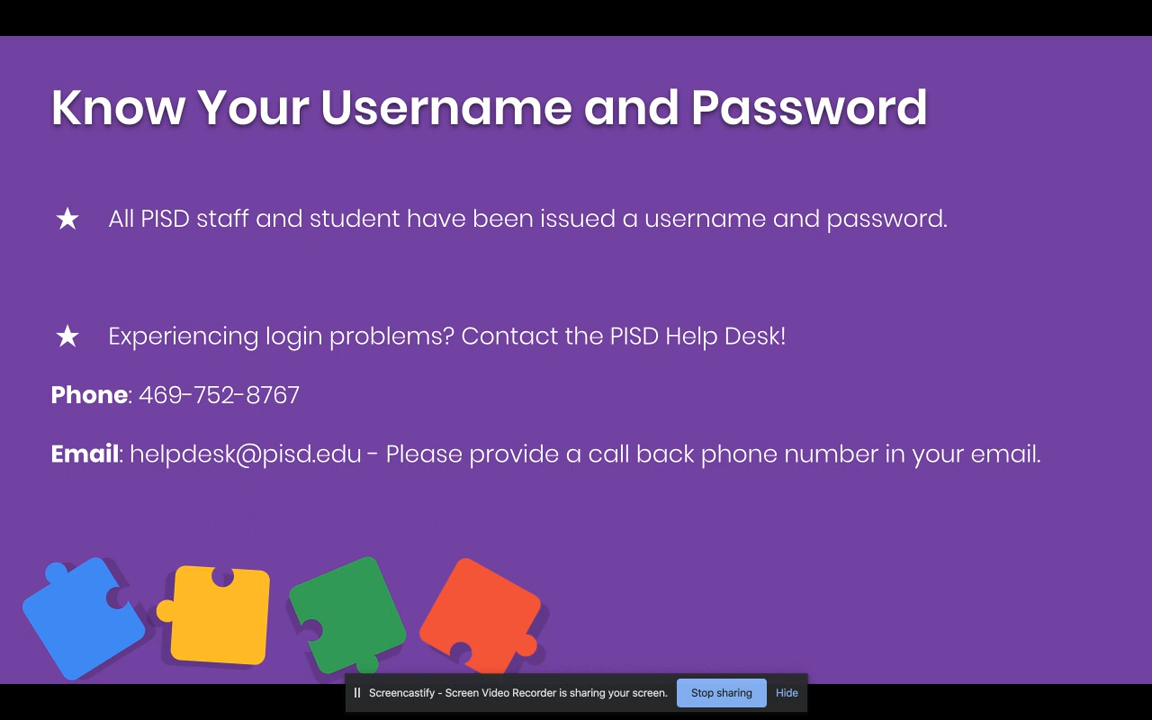 Know Your Username and Password
★ All PISD staff and student have been issued a username and password.
★ Experiencing login problems? Contact the PISD Help Desk!
Phone: 469-752-8767
Email: helpdesk@pisd.edu - Please provide a call back phone number in your email.
Screencastify - Screen Video Recorder is sharing your screen. Stop sharing Hide